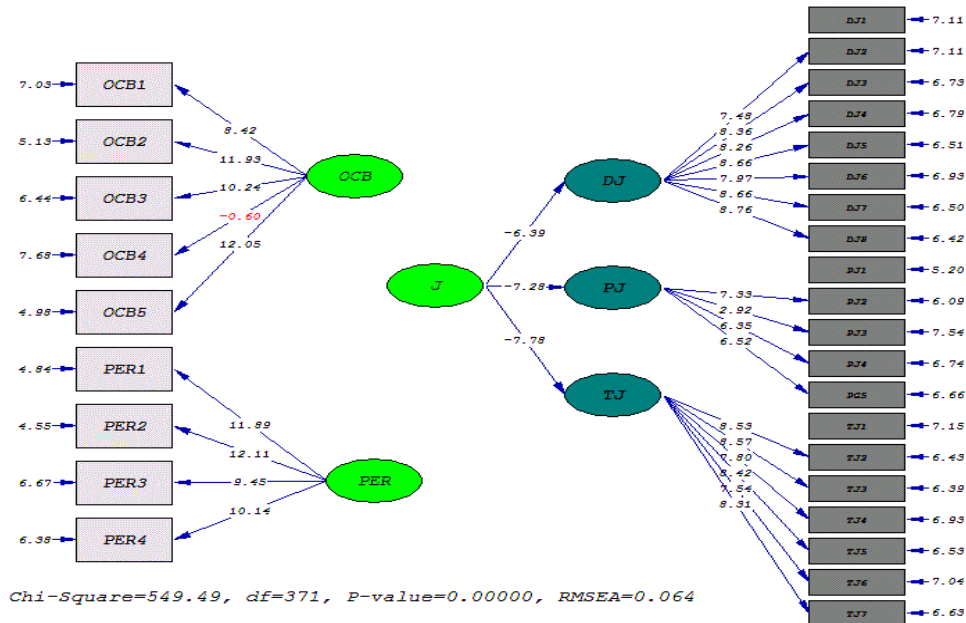 7.03 OCB1
5.13 OCB2
6.44 OCB3
7.68 OCB4
4.98 OCB5
4.84 PER1
4.55 PER2
6.67 PER3
6.38 PER4
8.42
11.93
10.24
-0.60
12.05
OCB
11.89
12.11
9.45
10.14
PER
J
-6.39
-7.28
-7.78
DJ
PJ
TJ
7.48
8.36
8.26
8.66
7.97
8.66
8.76
7.33
2.92
6.35
6.52
8.53
8.57
7.80
8.42
7.54
8.31
DJ1 7.11
DJ2 7.11
DJ3 6.73
DJ4 6.79
DJ5 6.51
DJ6 6.93
DJ7 6.50
DJ8 6.42
PJ1 5.20
PJ2 6.09
PJ3 7.54
PJ4 6.74
PG5 6.66
TJ1 7.15
TJ2 6.43
TJ3 6.39
TJ4 6.93
TJ5 6.53
TJ6 7.04
TJ7 6.63
Chi-Square=549.49, df=371, P-value=0.00000, RMSEA=0.064